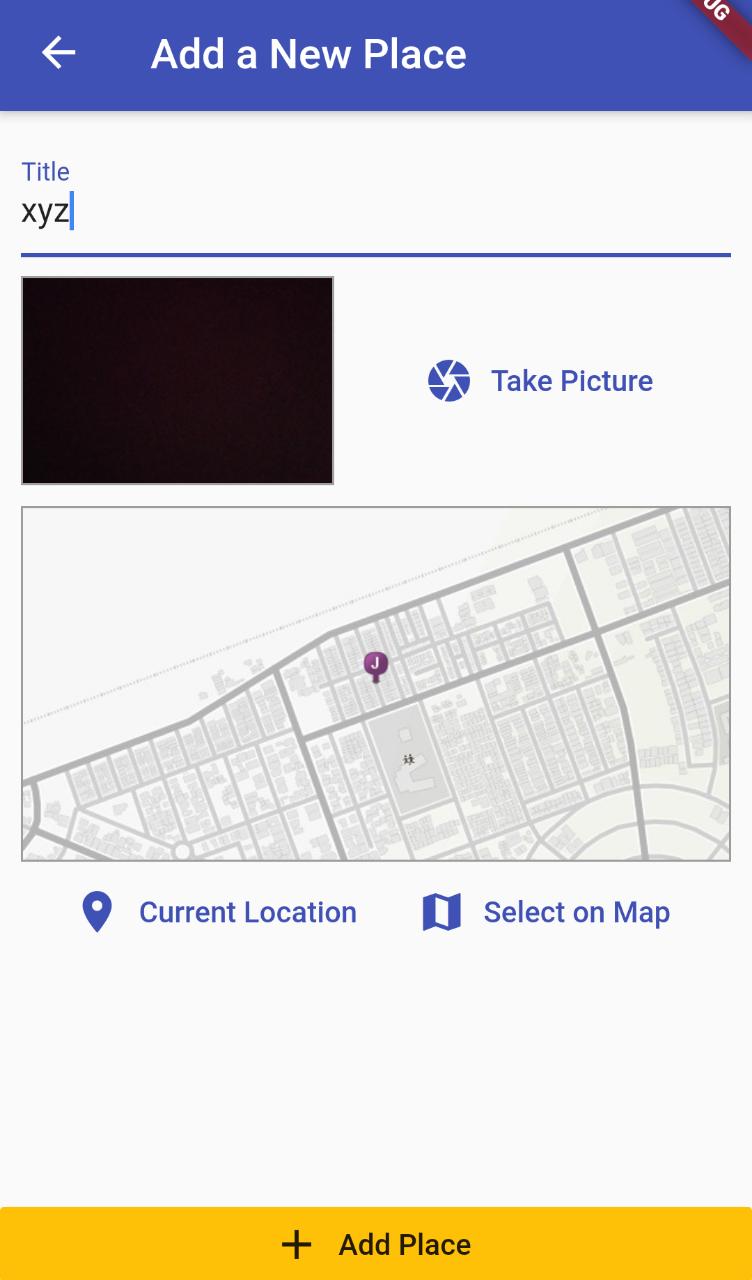 Add a New Place
UG
Title
xyz
Take Picture
J
Current Location
Select on Map
Add Place